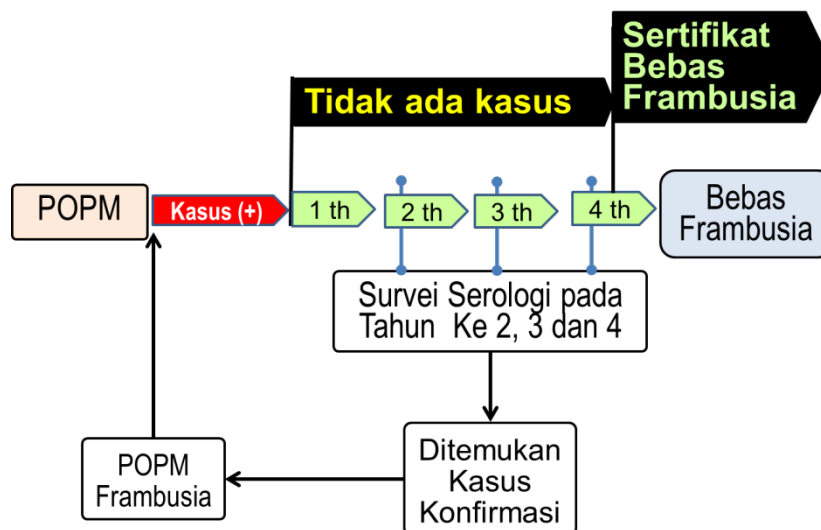 Sertifikat
Bebas
Frambusia
Tidak ada kasus
POPM
Kasus (+)
1 th
2 th
3 th
4 th
Bebas
Frambusia
Survei Serologi pada
Tahun Ke 2, 3 dan 4
Ditemukan
Kasus
Konfirmasi
POPM
Frambusia